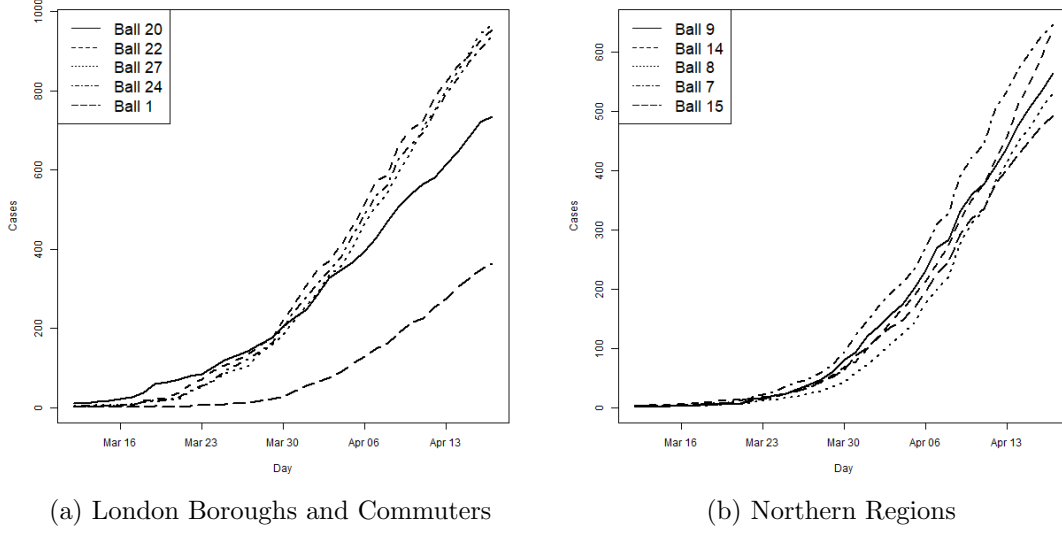 Ball 20
Ball 22
Ball 27
Ball 24
Ball 1
1000
800
600
400
200
0
Cases
Mar 16 Mar 23 Mar 30 Apr 06 Apr 13
Day
(a) London Boroughs and Commuters
Ball 9
Ball 14
Ball 8
Ball 7
Ball 15
600
500
400
300
200
100
0
Cases
Mar 16 Mar 23 Mar 30 Apr 06 Apr 13
Day
(b) Northern Regions